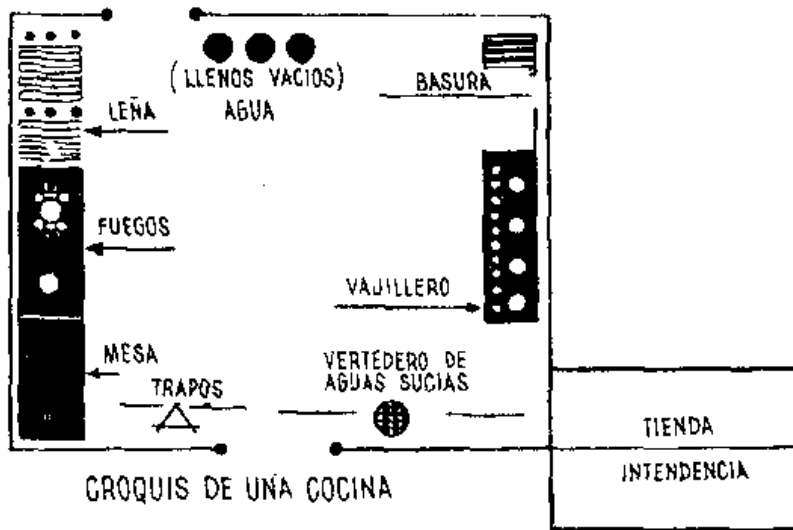 (LLENOS VACIOS)
AGUA
BASURA
LEÑA
FUEGOS
VAJILLERO
MESA
TRAPOS
VERTEDERO DE
AGUAS SUCIAS
TIENDA
INTENDENCIA
CROQUIS DE UNA COCINA